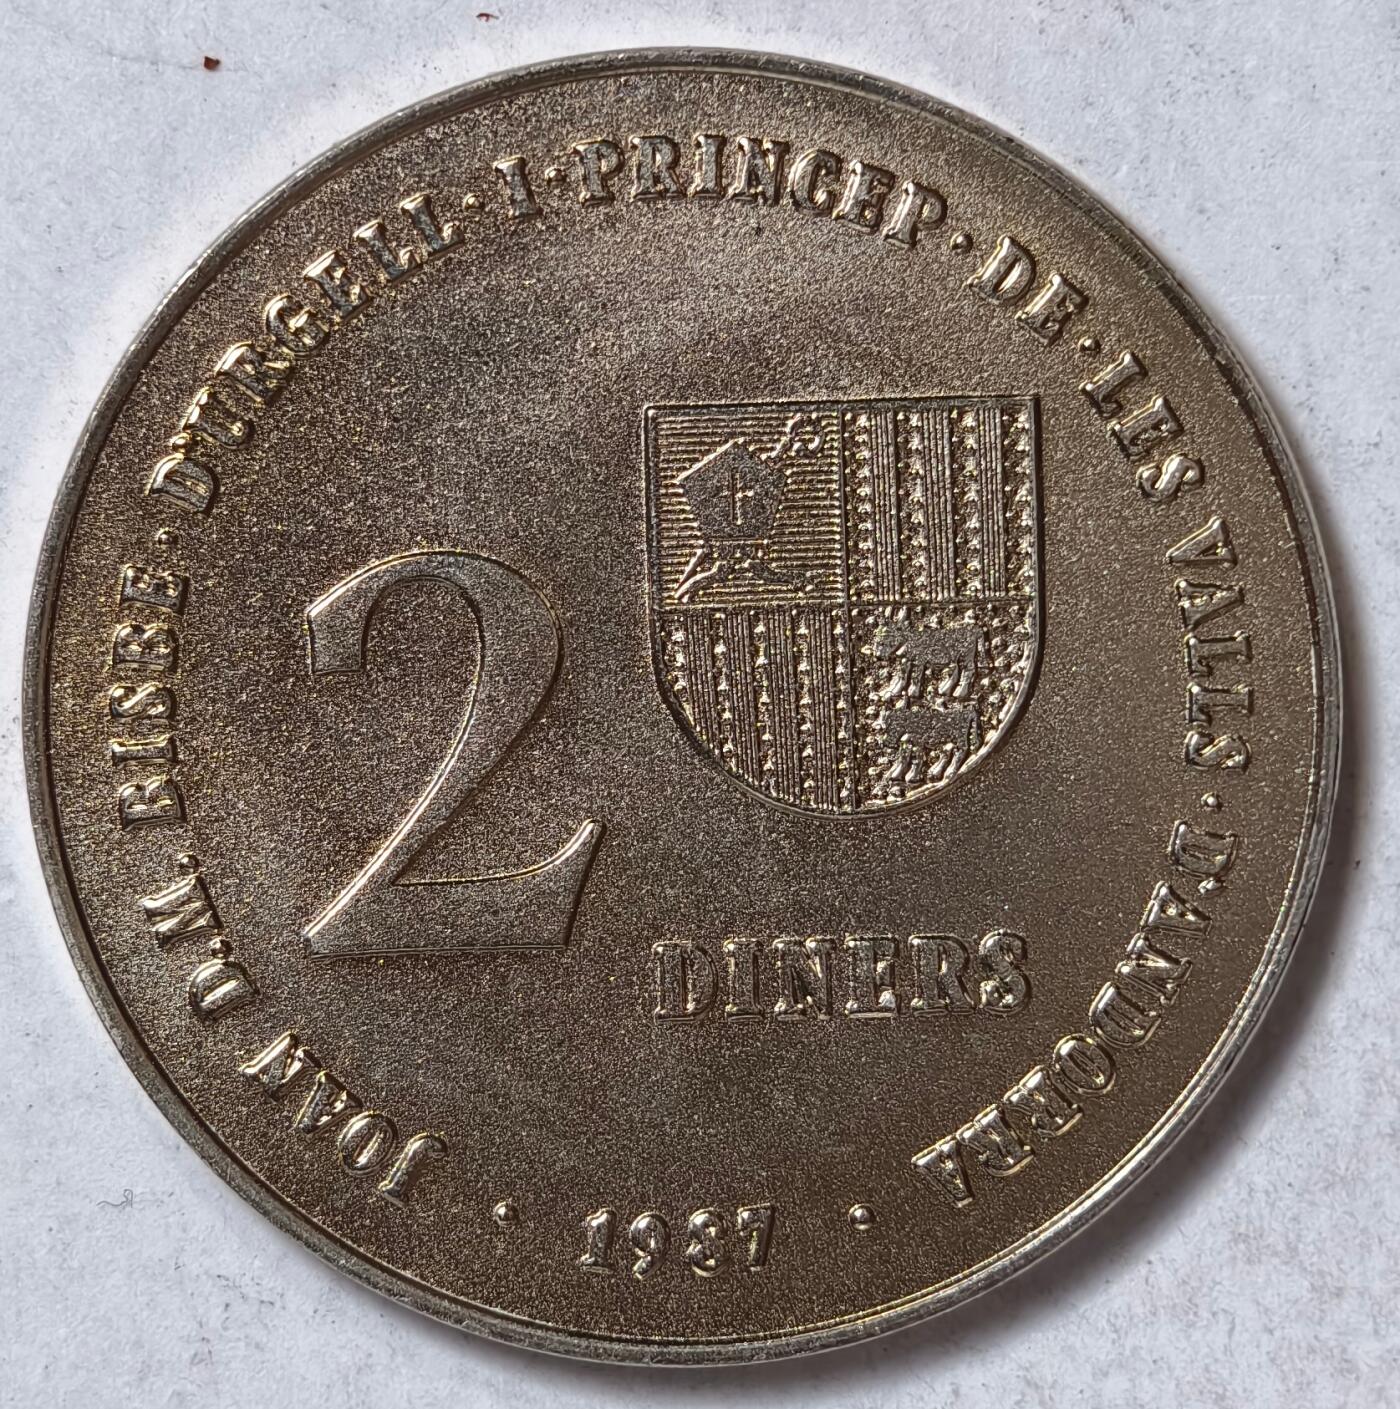 JOAN D.M. BISBE · D'URGELL · I · PRINCEP · DE · LES VALLS · D'ANDORRA
2
DINERS
· 1987 ·